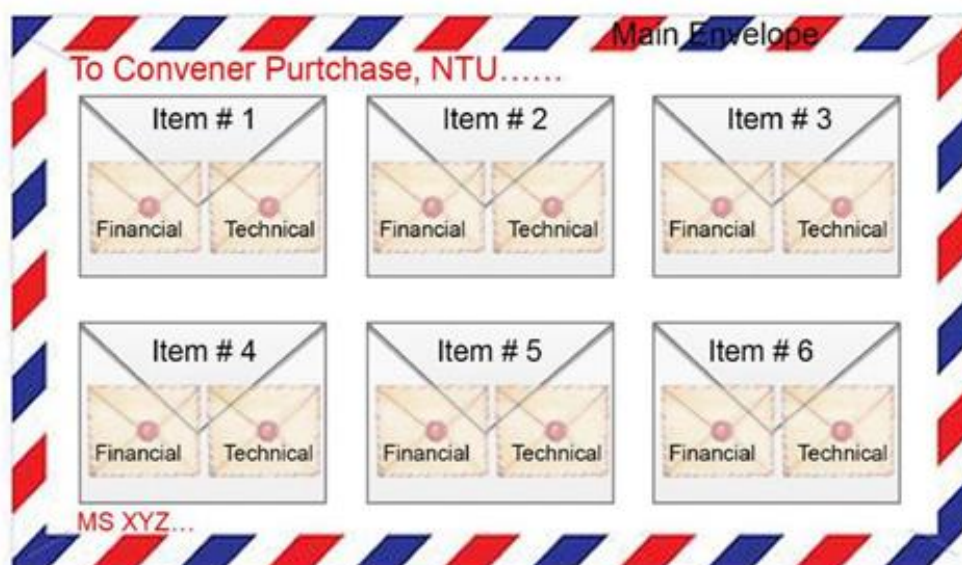 Main Envelope
To Convener Purtchase, NTU......
Item # 1 Item # 2 Item # 3
Financial Technical Financial Technical Financial Technical
Item # 4 Item # 5 Item # 6
Financial Technical Financial Technical Financial Technical
MS XYZ...